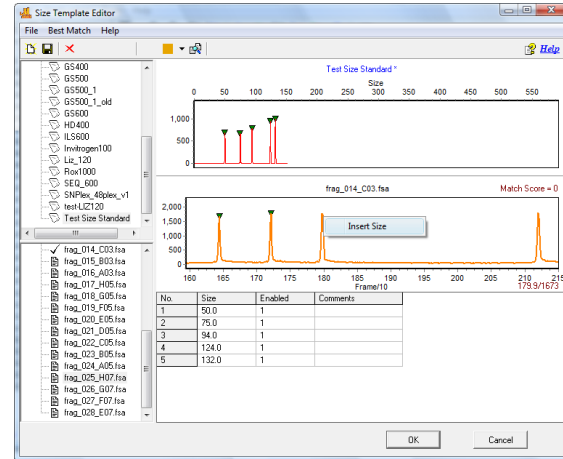 Size Template Editor
File Best Match Help
Help
GS400
GS500
GS500_1
GS500_1_old
GS600
HD400
ILS600
Invitrogen100
Liz_120
Rox1000
SEQ_600
SNPlex_48plex_v1
test-LIZ120
Test Size Standard
Test Size Standard *
Size
0 50 100 150 200 250 300 350 400 450 500 550
1,000
500
0
frag_014_C03.fsa Match Score = 0
2,000
1,500
1,000
500
0
Insert Size
160 165 170 175 180 185 190 195 200 205 210 215
Frame/10 179.9/1673
frag_014_C03.fsa
frag_015_B03.fsa
frag_016_A03.fsa
frag_017_H05.fsa
frag_018_G05.fsa
frag_019_F05.fsa
frag_020_E05.fsa
frag_021_D05.fsa
frag_022_C05.fsa
frag_023_B05.fsa
frag_024_A05.fsa
frag_025_H07.fsa
frag_026_G07.fsa
frag_027_F07.fsa
frag_028_E07.fsa
No. Size Enabled Comments
1 50.0 1
2 75.0 1
3 94.0 1
4 124.0 1
5 132.0 1
OK Cancel